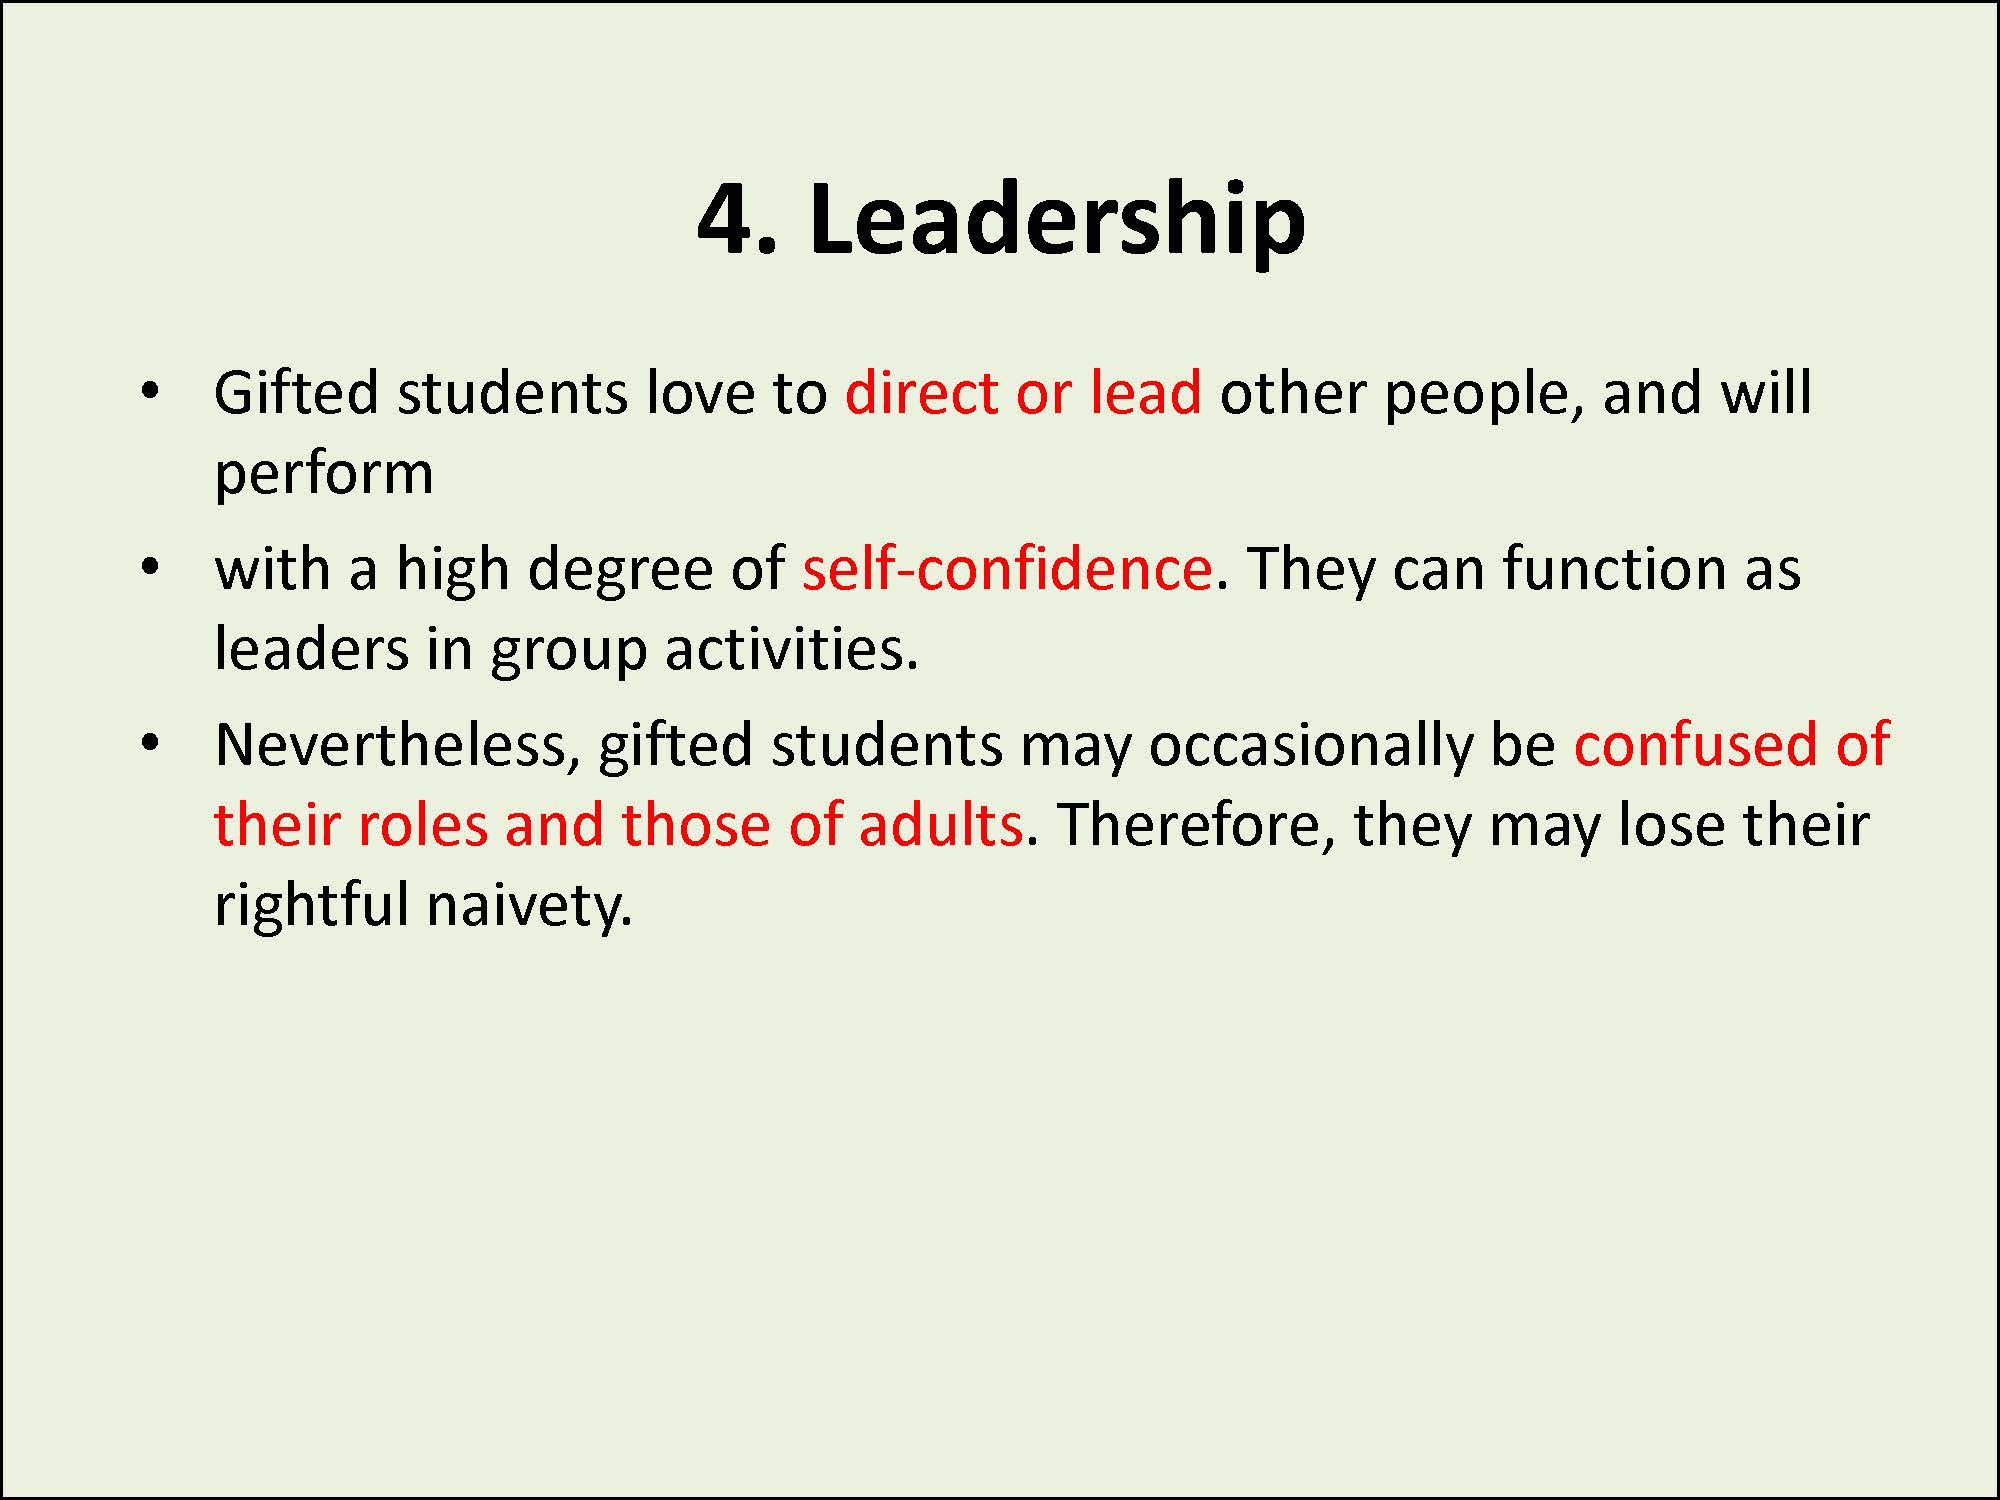 4. Leadership
• Gifted students love to direct or lead other people, and will
perform
• with a high degree of self-confidence. They can function as
leaders in group activities.
• Nevertheless, gifted students may occasionally be confused of
their roles and those of adults. Therefore, they may lose their
rightful naivety.